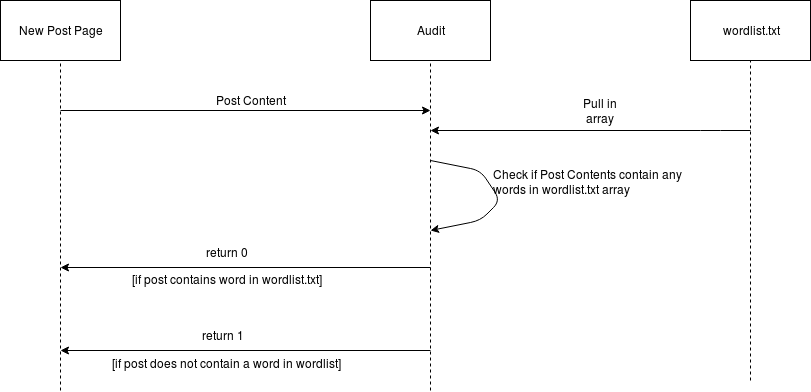 New Post Page
Audit
wordlist.txt
Post Content
Pull in
array
Check if Post Contents contain any
words in wordlist.txt array
return 0
[if post contains word in wordlist.txt]
return 1
[if post does not contain a word in wordlist]